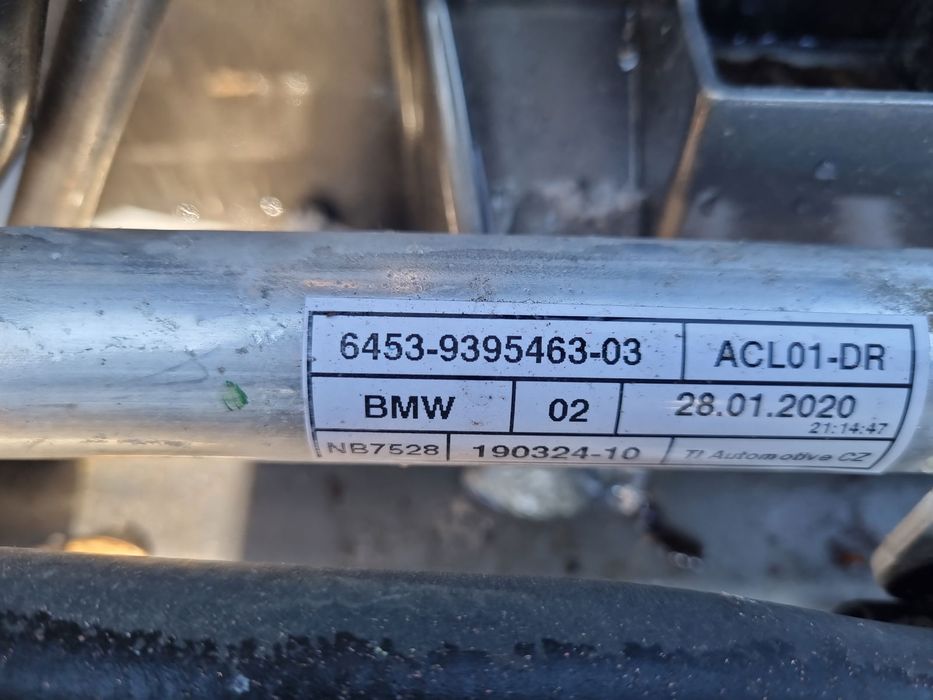 6453-9395463-03 ACL01-DR
BMW 02 28.01.2020
21:14:47
NB7528 190324-10 TI Automotive CZ